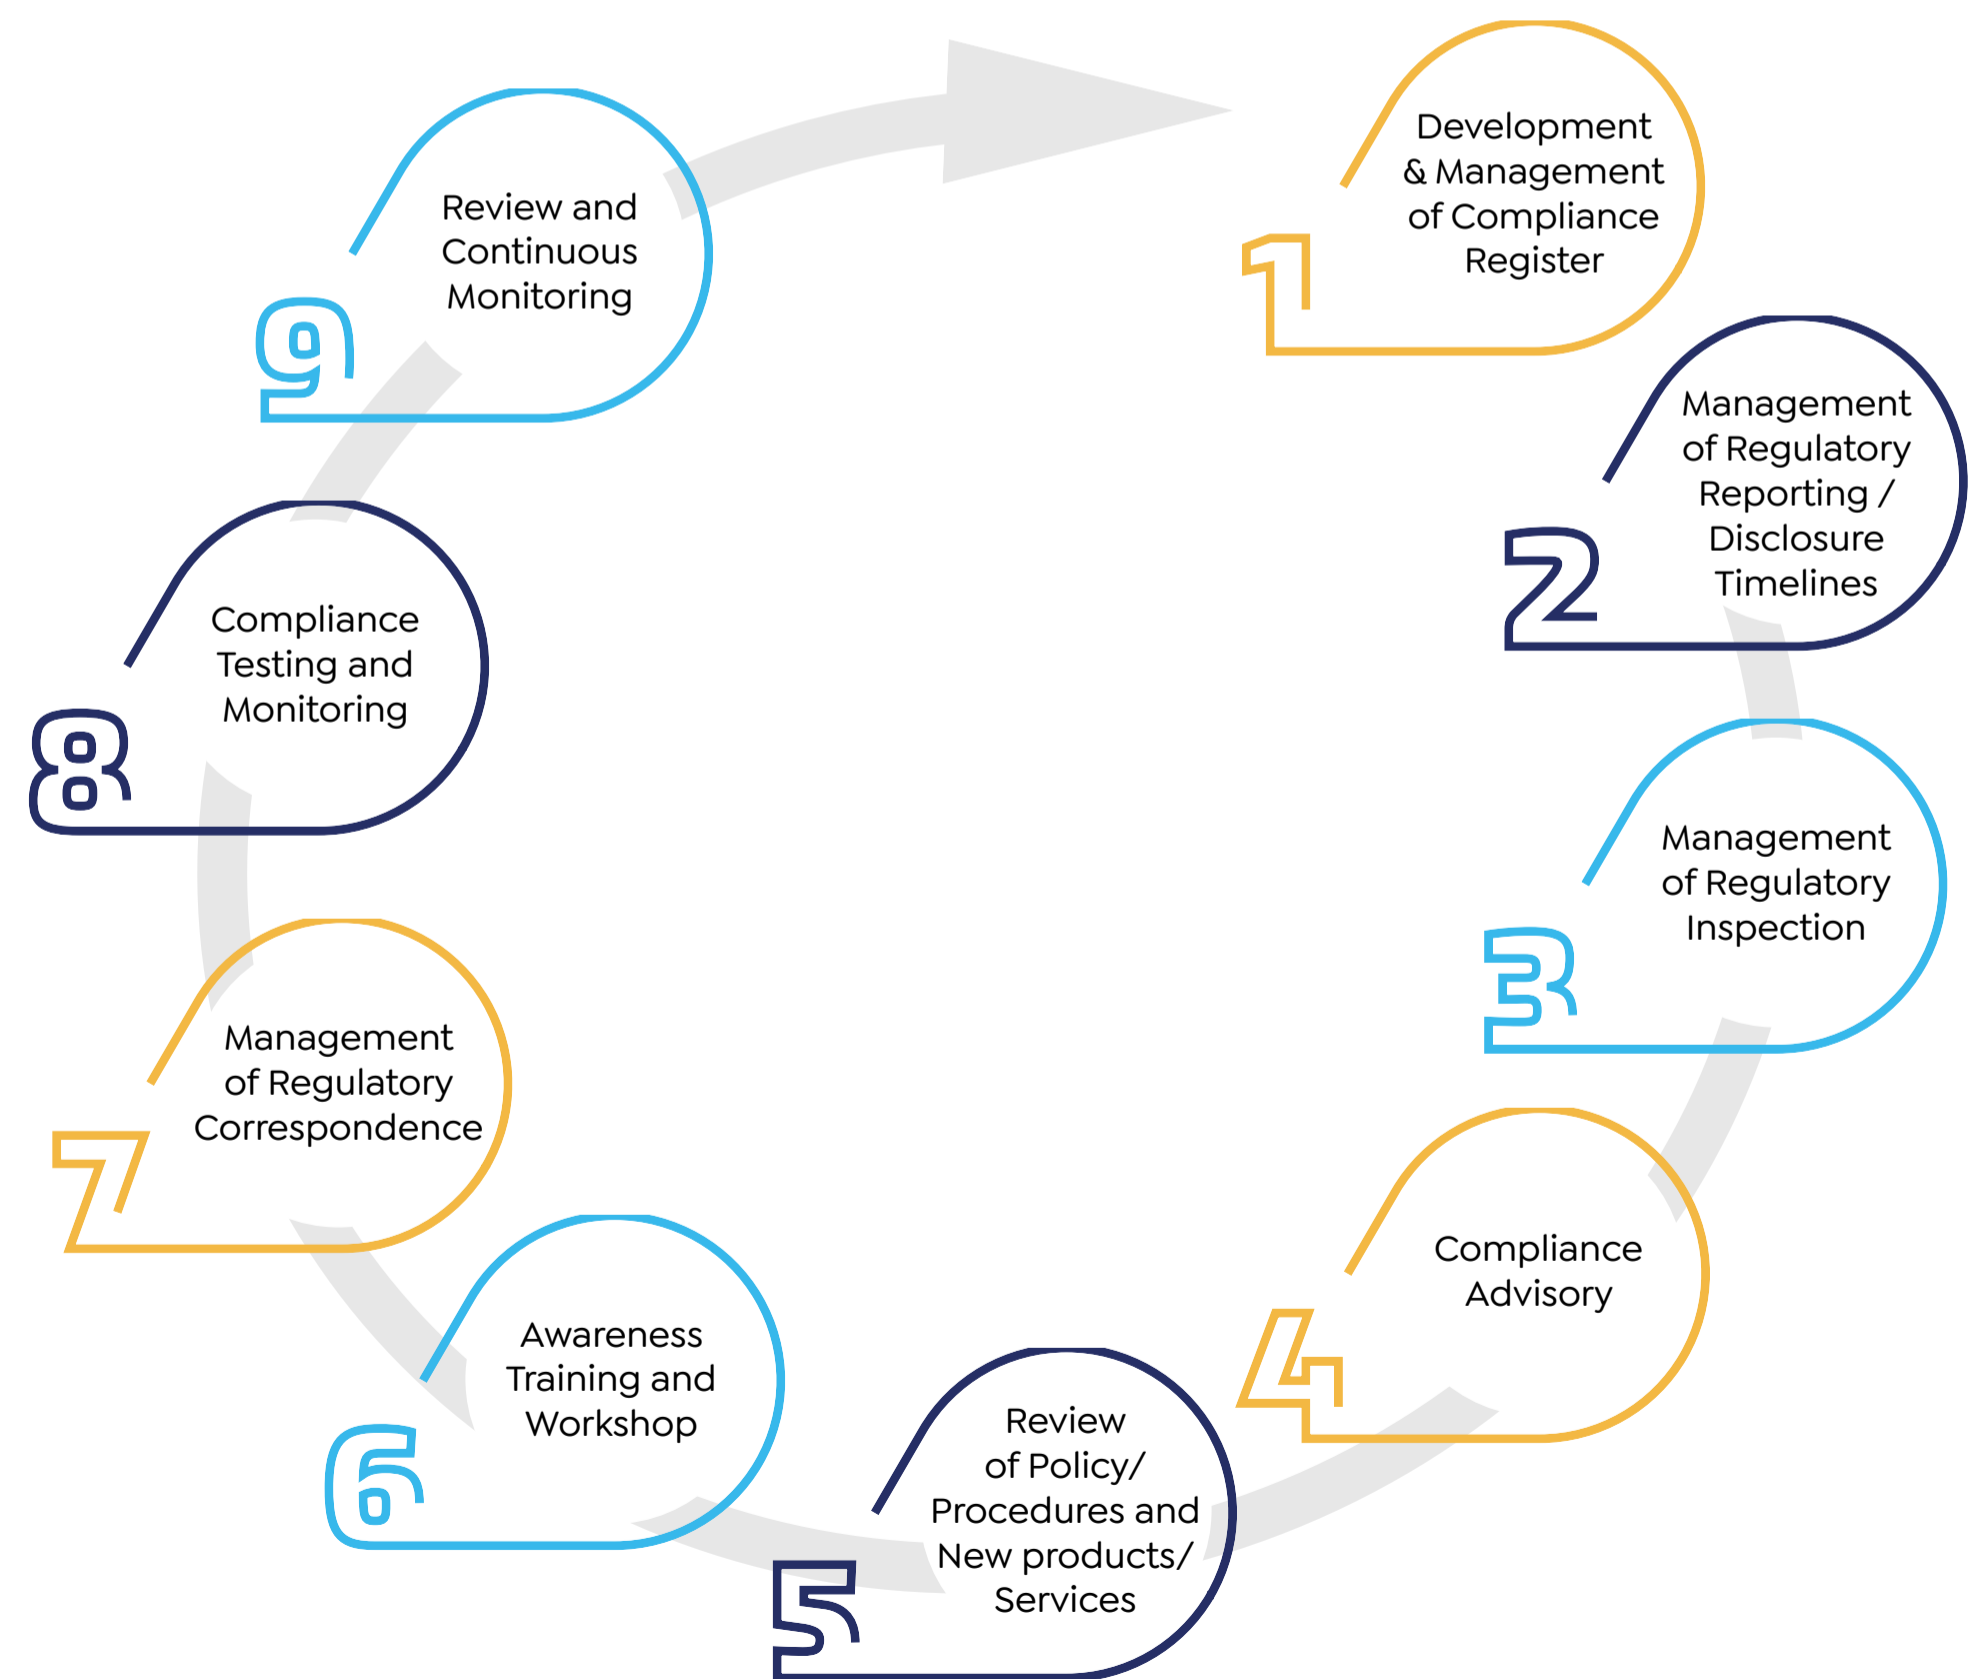 1
Development
& Management
of Compliance
Register
2
Management
of Regulatory
Reporting /
Disclosure
Timelines
3
Management
of Regulatory
Inspection
4
Compliance
Advisory
5
Review
of Policy/
Procedures and
New products/
Services
6
Awareness
Training and
Workshop
7
Management
of Regulatory
Correspondence
8
Compliance
Testing and
Monitoring
9
Review and
Continuous
Monitoring